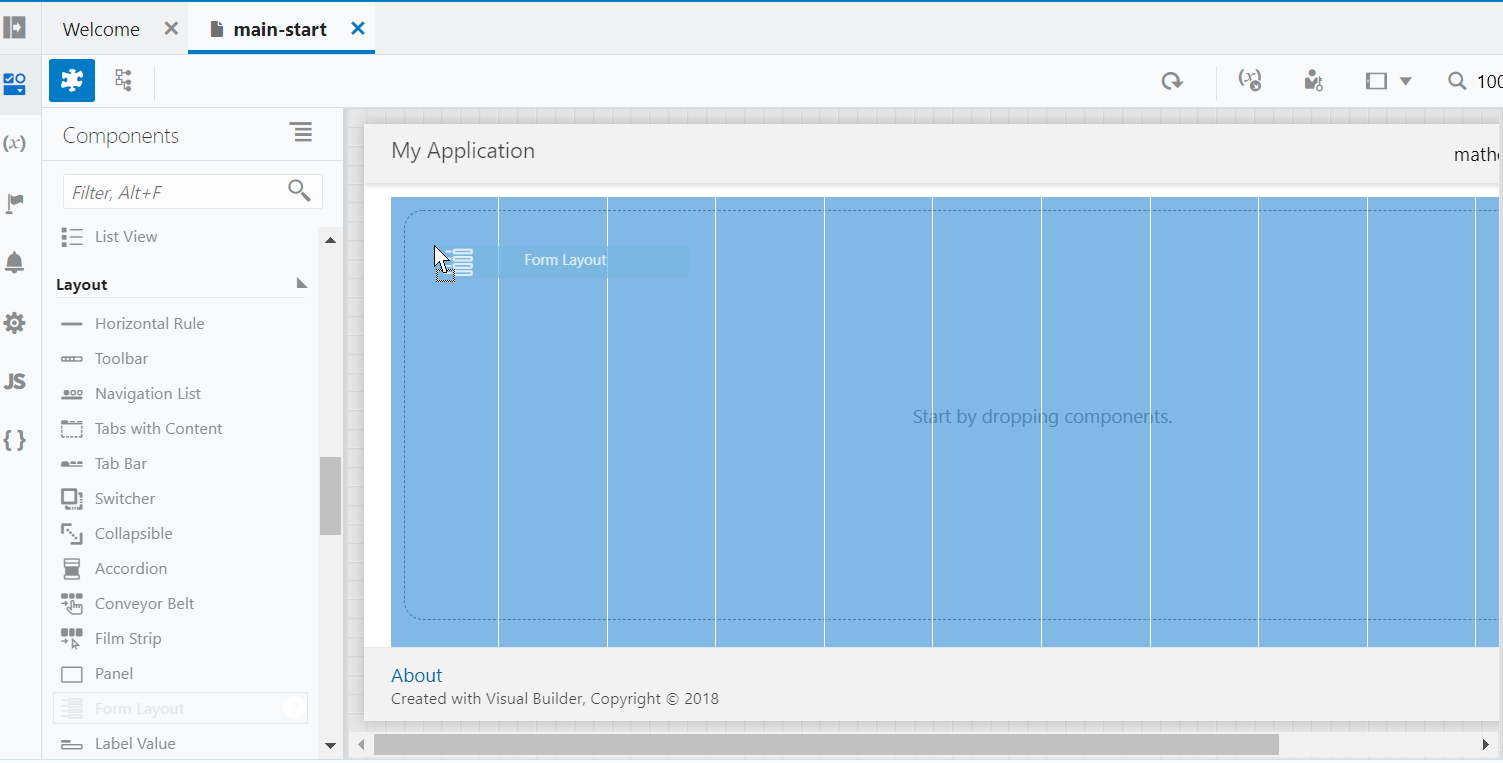 Welcome
main-start
100
Components
Filter, Alt+F
List View
Layout
Horizontal Rule
Toolbar
Navigation List
Tabs with Content
Tab Bar
Switcher
Collapsible
Accordion
Conveyor Belt
Film Strip
Panel
Form Layout
?
Label Value
(x)
JS
{ }
My Application
math
Form Layout
Start by dropping components.
About
Created with Visual Builder, Copyright © 2018